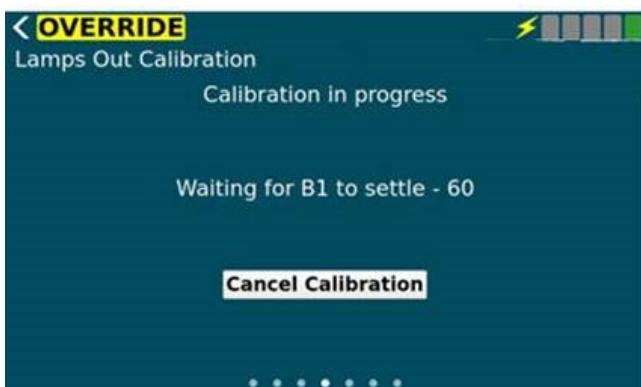 OVERRIDE
Lamps Out Calibration
Calibration in progress
Waiting for B1 to settle - 60
Cancel Calibration